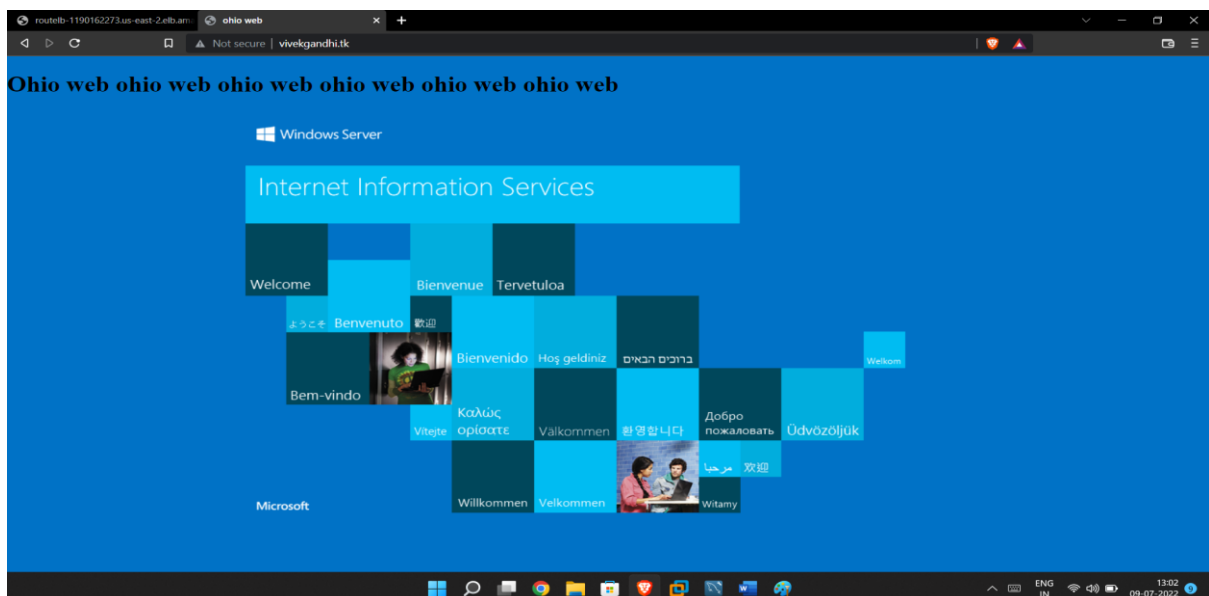 routelb-1190162273.us-east-2.elb.am
ohio web
Not secure | vivekgandhi.tk
Ohio web ohio web ohio web ohio web ohio web ohio web
Windows Server
Internet Information Services
Welcome
Bienvenue
Tervetuloa
ようこそ
Benvenuto
歡迎
Bienvenido
Hoş geldiniz
ברוכים הבאים
Welkom
Bem-vindo
Vítejte
Καλώς
ορίσατε
Välkommen
환영합니다
Добро
пожаловать
Üdvözöljük
مرحبا
欢迎
Microsoft
Willkommen
Velkommen
Witamy
ENG
IN
13:02
09-07-2022